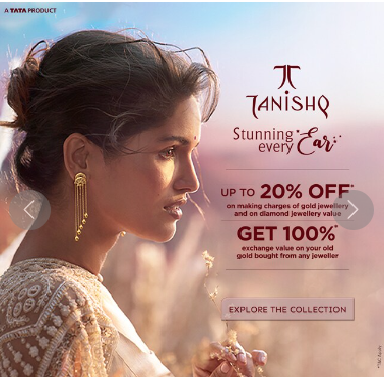 A TATA PRODUCT
TANISHQ
Stunning
every Ear
UP TO 20% OFF*
on making charges of gold jewellery
and on diamond jewellery value
GET 100%*
exchange value on your old
gold bought from any jeweller
EXPLORE THE COLLECTION
*T&C Apply